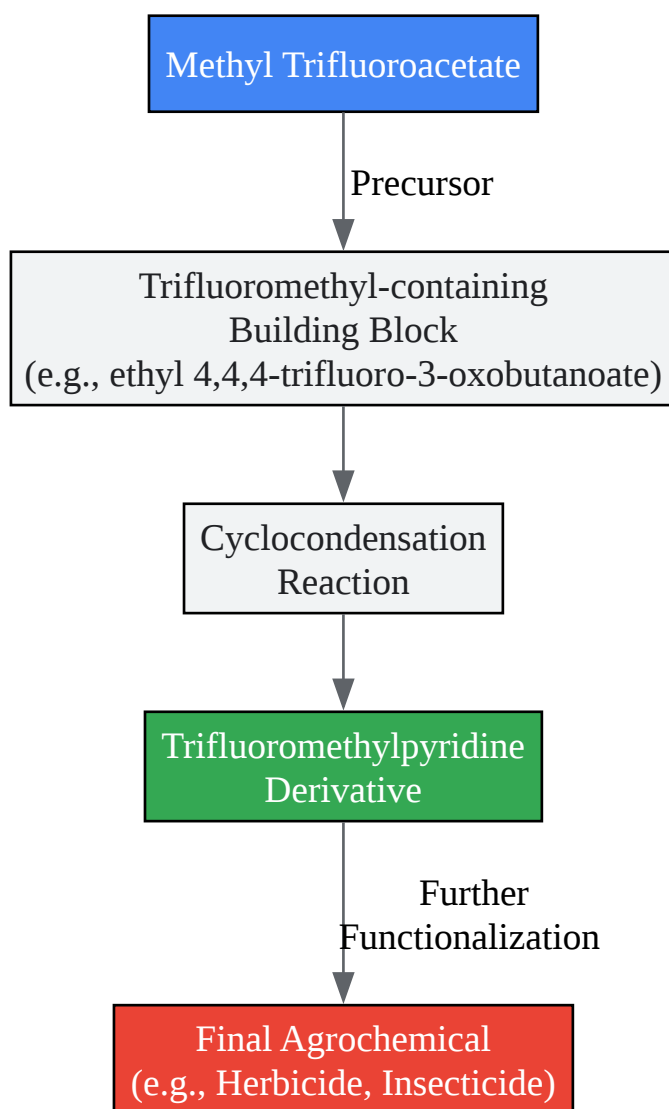 Methyl Trifluoroacetate
Precursor
Trifluoromethyl-containing
Building Block
(e.g., ethyl 4,4,4-trifluoro-3-oxobutanoate)
Cyclocondensation
Reaction
Trifluoromethylpyridine
Derivative
Further
Functionalization
Final Agrochemical
(e.g., Herbicide, Insecticide)